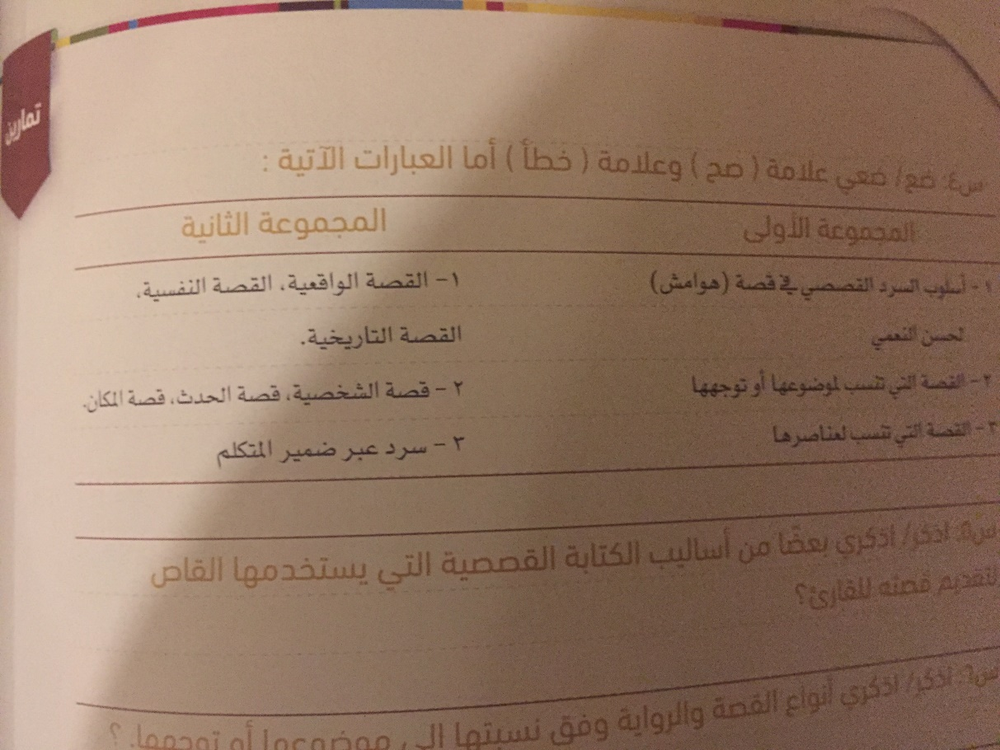 تمارين
س٤: ضع/ ضعي علامة ( صح ) وعلامة ( خطأ ) أما العبارات الآتية :
المجموعة الأولى
المجموعة الثانية
١- أسلوب السرد القصصي في قصة (هوامش)
لحسن النعمي
٢- القصة التي تنسب لموضوعها أو توجهها
٣- القصة التي تنسب لعناصرها
١- القصة الواقعية، القصة النفسية،
القصة التاريخية.
٢- قصة الشخصية، قصة الحدث، قصة المكان.
٣- سرد عبر ضمير المتكلم
س٥: اذكر/ اذكري بعضًا من أساليب الكتابة القصصية التي يستخدمها القاص
لتقديم قصته للقارئ؟
س٦: اذكر/ اذكري أنواع القصة والرواية وفق نسبتها إلى موضوعها أو توجهها. ؟